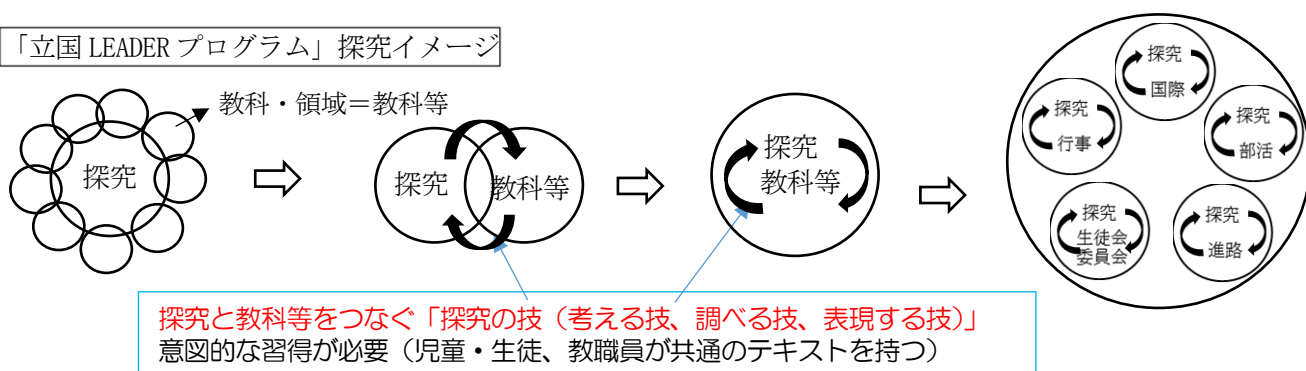 「立国 LEADER プログラム」探究イメージ
教科・領域＝教科等
探究
探究
教科等
探究
教科等
探究
国際
探究
行事
探究
部活
探究
生徒会
委員会
探究
進路
探究と教科等をつなぐ「探究の技（考える技、調べる技、表現する技）」
意図的な習得が必要（児童・生徒、教職員が共通のテキストを持つ）